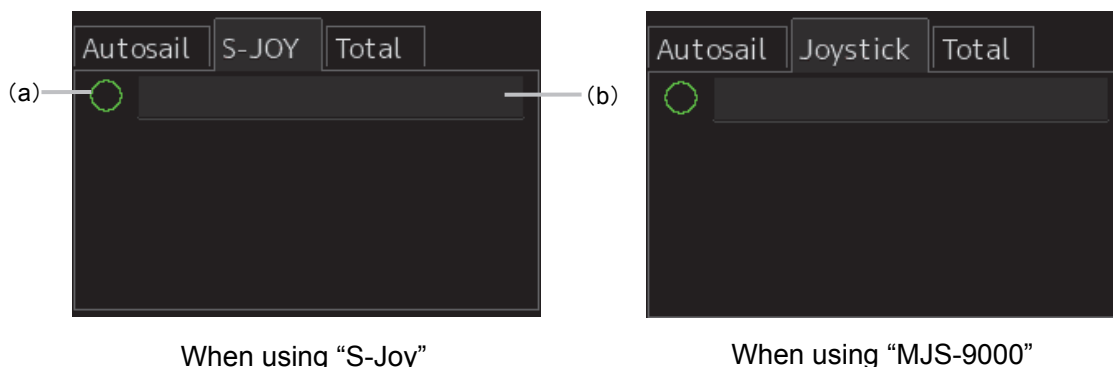 Autosail S-JOY Total
Autosail Joystick Total
(a)
(b)
When using “S-Joy”
When using “MJS-9000”